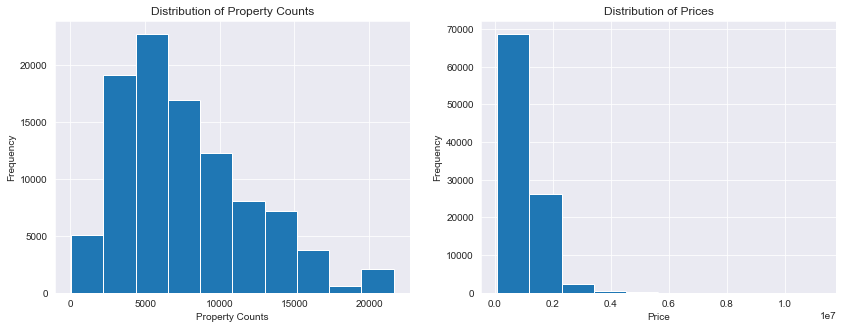 Distribution of Property Counts
Frequency
20000
15000
10000
5000
0
0 5000 10000 15000 20000
Property Counts
Distribution of Prices
Frequency
70000
60000
50000
40000
30000
20000
10000
0
0.0 0.2 0.4 0.6 0.8 1.0
1e7
Price